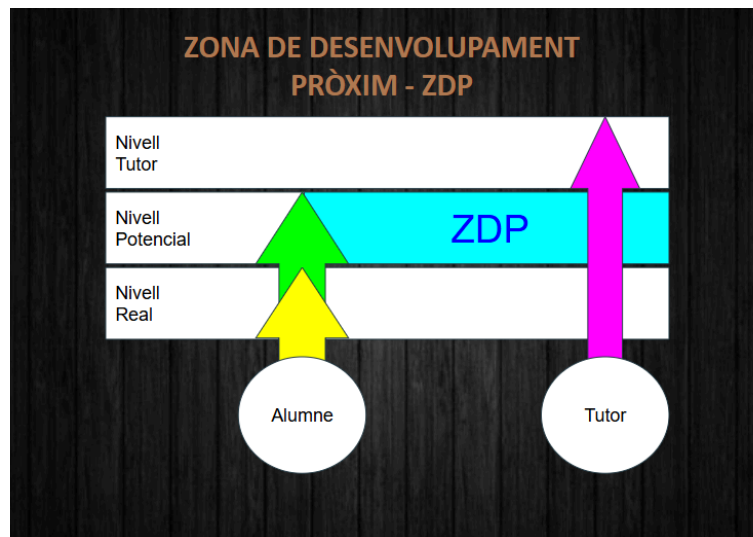 ZONA DE DESENVOLUPAMENT
PRÒXIM - ZDP
Nivell
Tutor
Nivell
Potencial
ZDP
Nivell
Real
Alumne
Tutor